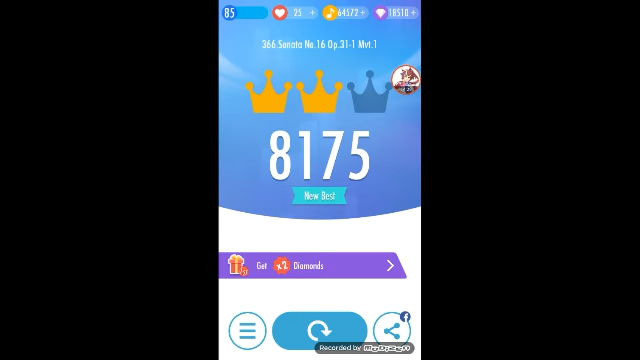 85 25 + 64572 + 18510 +
366.Sonata No.16 Op.31-1 Mvt.1
8175
New Best
Get x2 Diamonds
Recorded by